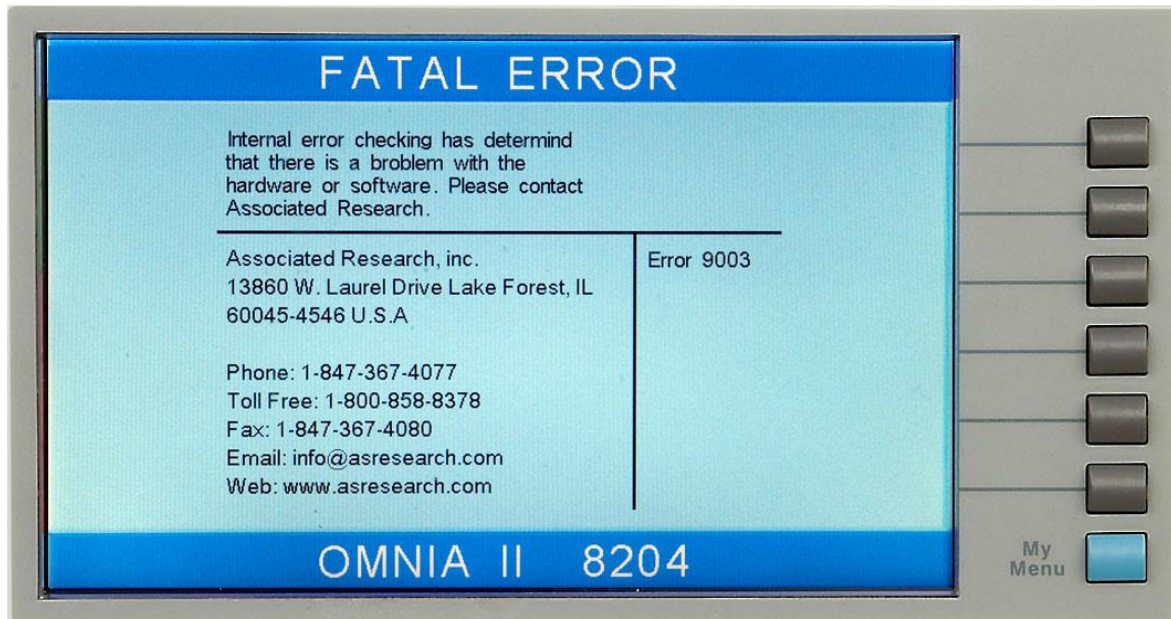 FATAL ERROR
Internal error checking has determind
that there is a broblem with the
hardware or software. Please contact
Associated Research.
Associated Research, inc.
13860 W. Laurel Drive Lake Forest, IL
60045-4546 U.S.A
Phone: 1-847-367-4077
Toll Free: 1-800-858-8378
Fax: 1-847-367-4080
Email: info@asresearch.com
Web: www.asresearch.com
Error 9003
OMNIA II 8204
My
Menu